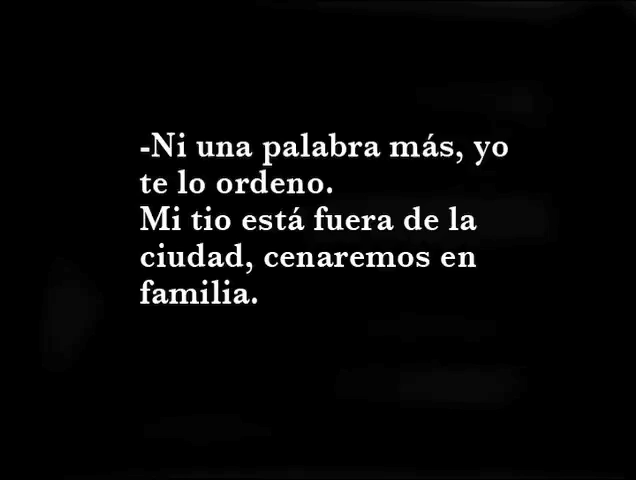 -Ni una palabra más, yo
te lo ordeno.
Mi tio está fuera de la
ciudad, cenaremos en
familia.